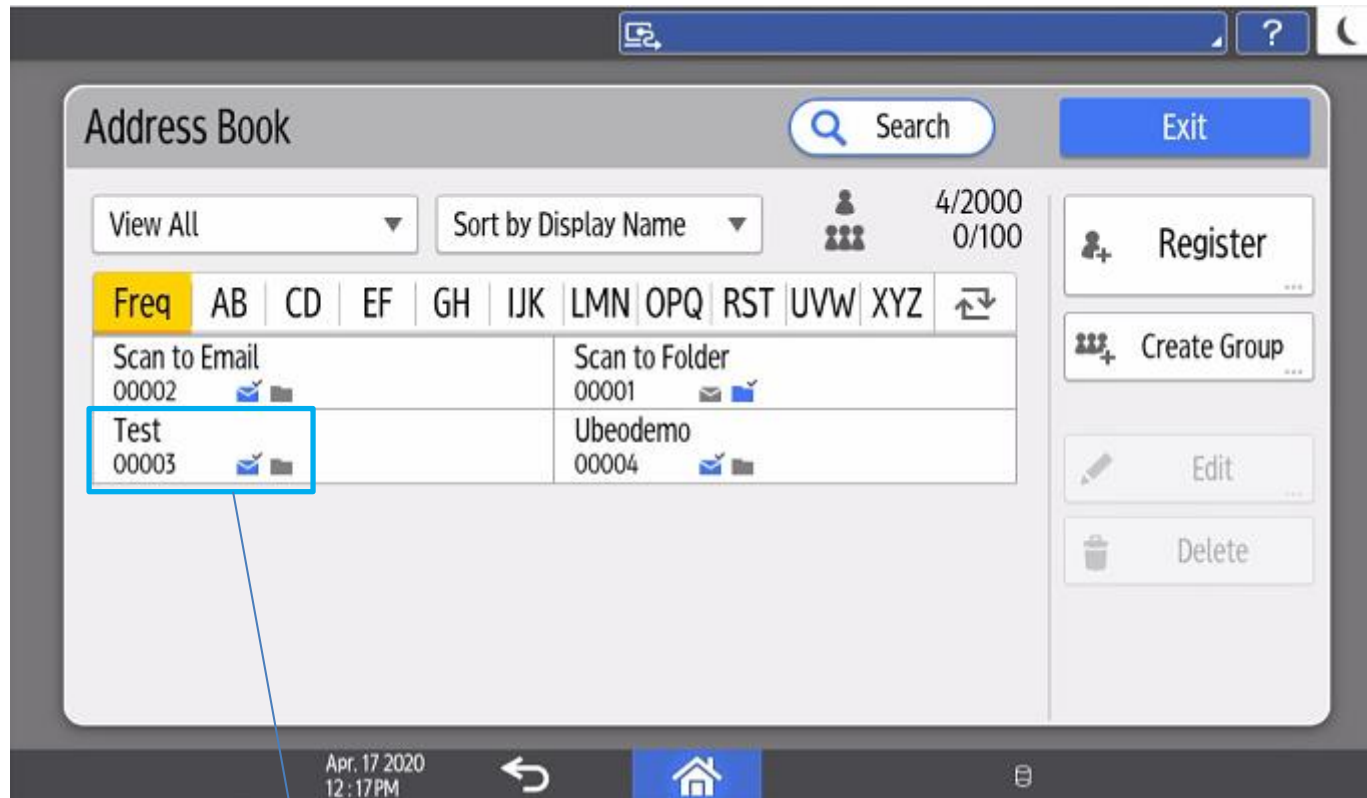 ?
Address Book
Search
Exit
View All
Sort by Display Name
4/2000
0/100
Register
...
Freq AB CD EF GH IJK LMN OPQ RST UVW XYZ
Create Group
...
Scan to Email
00002
Scan to Folder
00001
Test
00003
Ubeodemo
00004
Edit
...
Delete
Apr. 17 2020
12:17PM